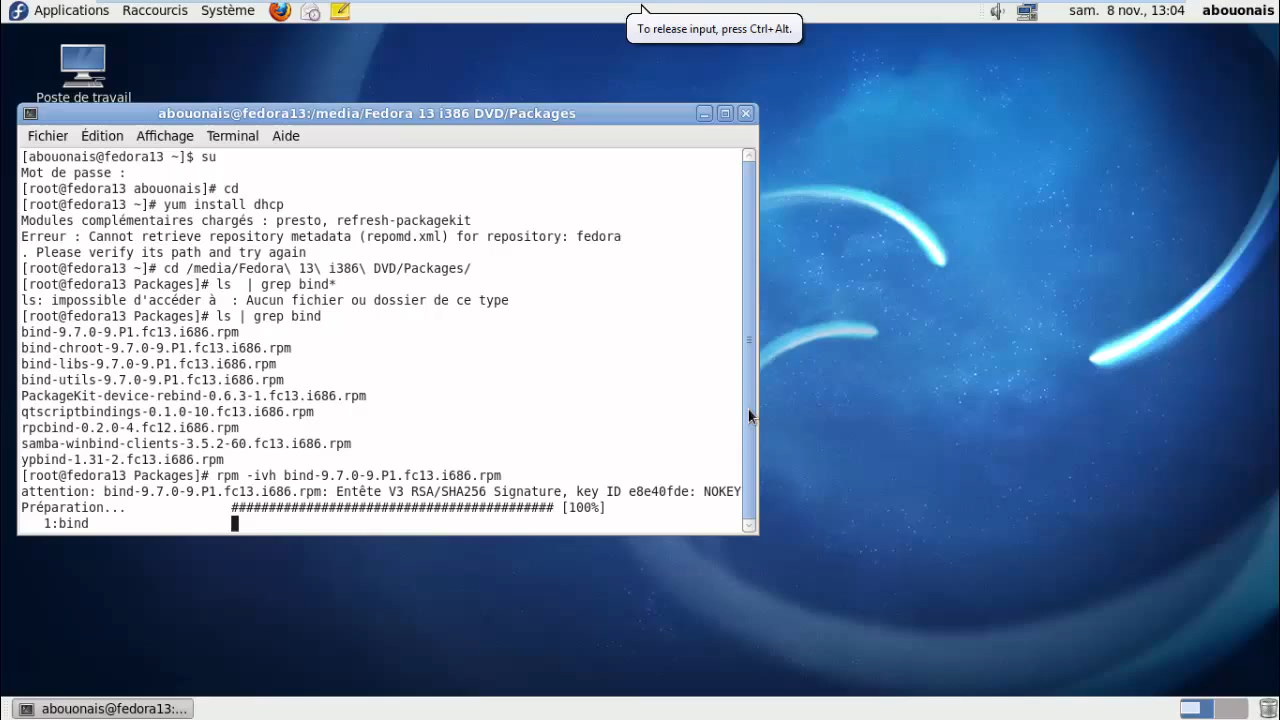 Applications Raccourcis Système sam. 8 nov., 13:04 abouonais
To release input, press Ctrl+Alt.
Poste de travail
abouonais@fedora13:/media/Fedora 13 i386 DVD/Packages
Fichier Édition Affichage Terminal Aide
[abouonais@fedora13 ~]$ su
Mot de passe :
[root@fedora13 abouonais]# cd
[root@fedora13 ~]# yum install dhcp
Modules complémentaires chargés : presto, refresh-packagekit
Erreur : Cannot retrieve repository metadata (repomd.xml) for repository: fedora
. Please verify its path and try again
[root@fedora13 ~]# cd /media/Fedora\ 13\ i386\ DVD/Packages/
[root@fedora13 Packages]# ls  | grep bind*
ls: impossible d'accéder à  : Aucun fichier ou dossier de ce type
[root@fedora13 Packages]# ls | grep bind
bind-9.7.0-9.P1.fc13.i686.rpm
bind-chroot-9.7.0-9.P1.fc13.i686.rpm
bind-libs-9.7.0-9.P1.fc13.i686.rpm
bind-utils-9.7.0-9.P1.fc13.i686.rpm
PackageKit-device-rebind-0.6.3-1.fc13.i686.rpm
qtscriptbindings-0.1.0-10.fc13.i686.rpm
rpcbind-0.2.0-4.fc12.i686.rpm
samba-winbind-clients-3.5.2-60.fc13.i686.rpm
ypbind-1.31-2.fc13.i686.rpm
[root@fedora13 Packages]# rpm -ivh bind-9.7.0-9.P1.fc13.i686.rpm
attention: bind-9.7.0-9.P1.fc13.i686.rpm: Entête V3 RSA/SHA256 Signature, key ID e8e40fde: NOKEY
Préparation... ########################################### [100%]
1:bind
abouonais@fedora13:...